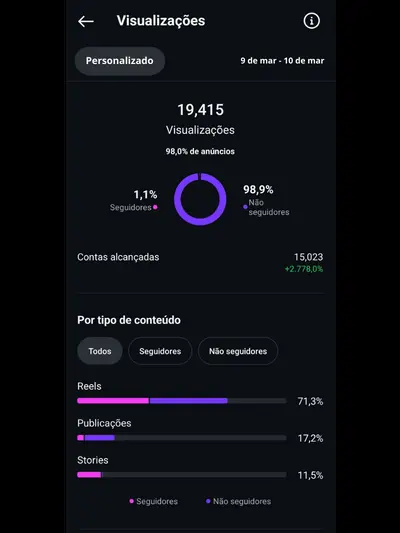 Visualizações
Personalizado
9 de mar - 10 de mar
19,415
Visualizações
98,0% de anúncios
1,1%
Seguidores
98,9%
Não
seguidores
Contas alcançadas
15,023
+2.778,0%
Por tipo de conteúdo
Todos
Seguidores
Não seguidores
Reels
71,3%
Publicações
17,2%
Stories
11,5%
Seguidores
Não seguidores